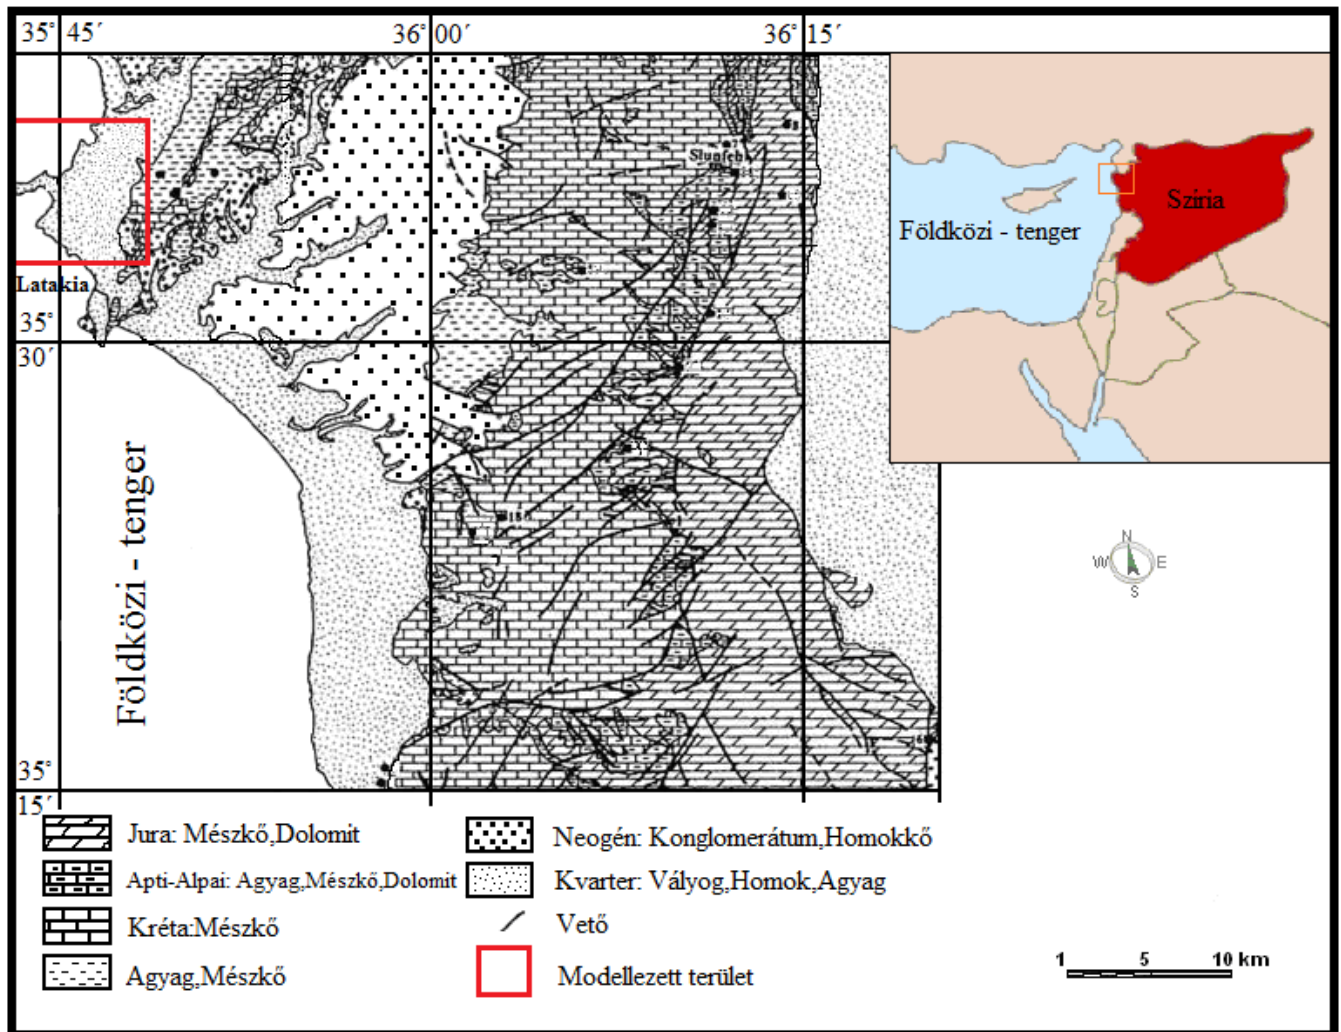 35° 45´ 36° 00´ 36° 15´
Slunfeh
Latakia
35°
30´
Földközi - tenger
35°
15´
Földközi - tenger
Szíria
N
W E
S
Jura: Mészkő,Dolomit
Apti-Alpai: Agyag,Mészkő,Dolomit
Kréta:Mészkő
Agyag,Mészkő
Neogén: Konglomerátum,Homokkő
Kvarter: Vályog,Homok,Agyag
Vető
Modellezett terület
1 5 10 km